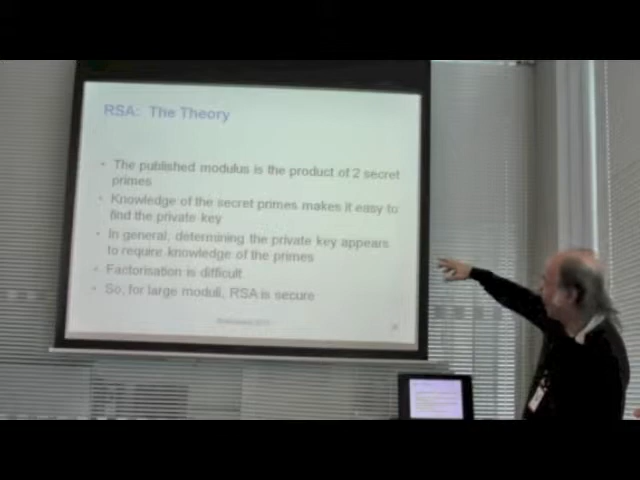 RSA: The Theory
• The published modulus is the product of 2 secret
primes
• Knowledge of the secret primes makes it easy to
find the private key
• In general, determining the private key appears
to require knowledge of the primes
• Factorisation is difficult
• So, for large moduli, RSA is secure